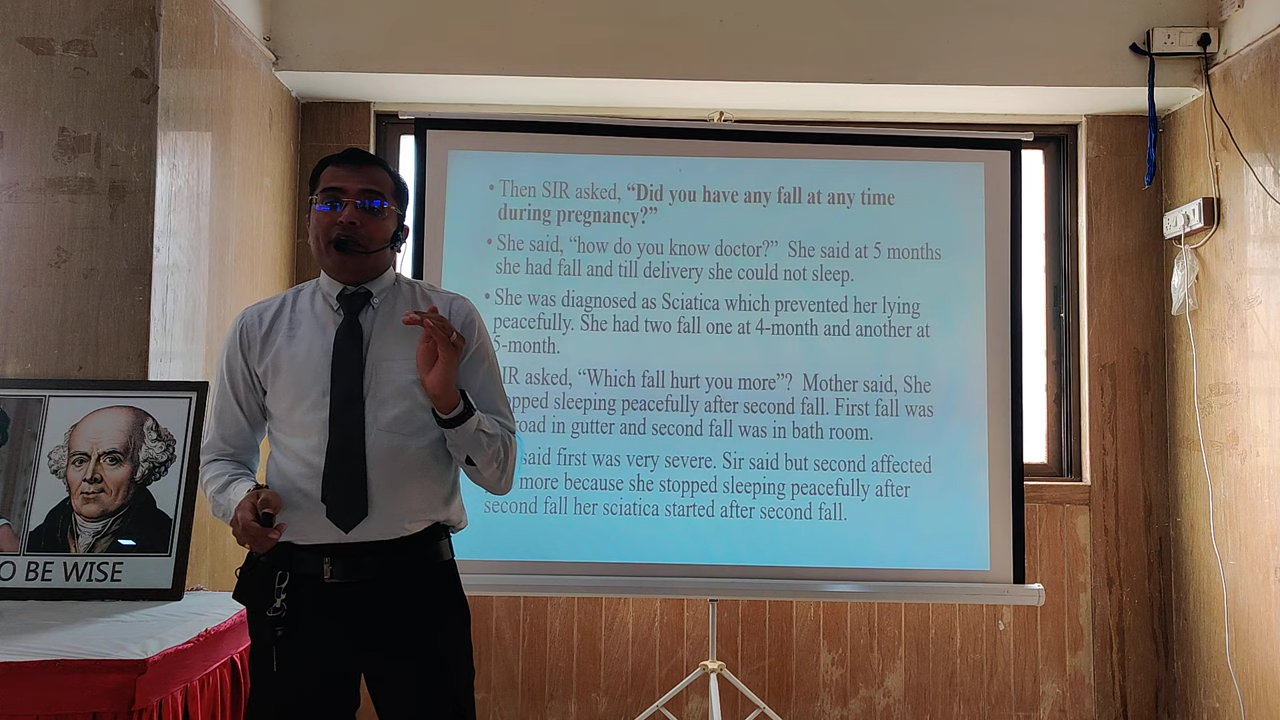 • Then SIR asked, “Did you have any fall at any time
during pregnancy?”
• She said, “how do you know doctor?” She said at 5 months
she had fall and till delivery she could not sleep.
• She was diagnosed as Sciatica which prevented her lying
peacefully. She had two fall one at 4-month and another at
5-month.
IR asked, “Which fall hurt you more”? Mother said, She
opped sleeping peacefully after second fall. First fall was
road in gutter and second fall was in bath room.
said first was very severe. Sir said but second affected
more because she stopped sleeping peacefully after
second fall her sciatica started after second fall.
O BE WISE